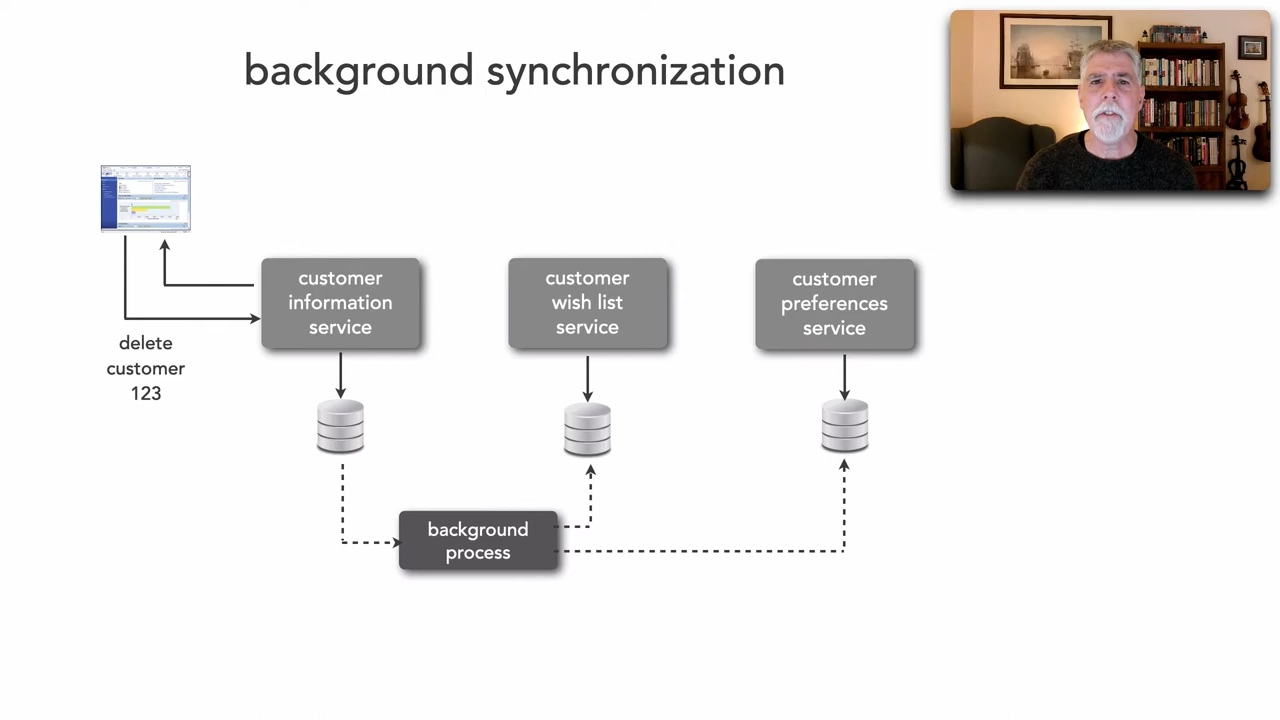 background synchronization
delete
customer
123
customer
information
service
customer
wish list
service
customer
preferences
service
background
process